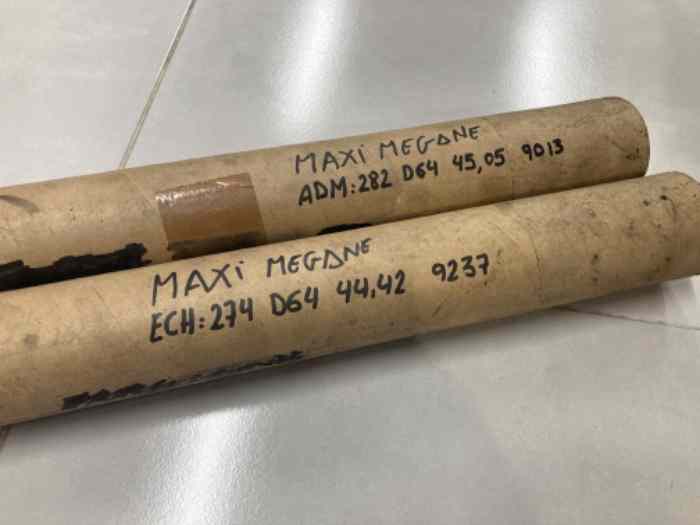 MAXi MEGANE
ADM:282 D64 45,05 9013
MAXi MEGANE
ECH:274 D64 44,42 9237